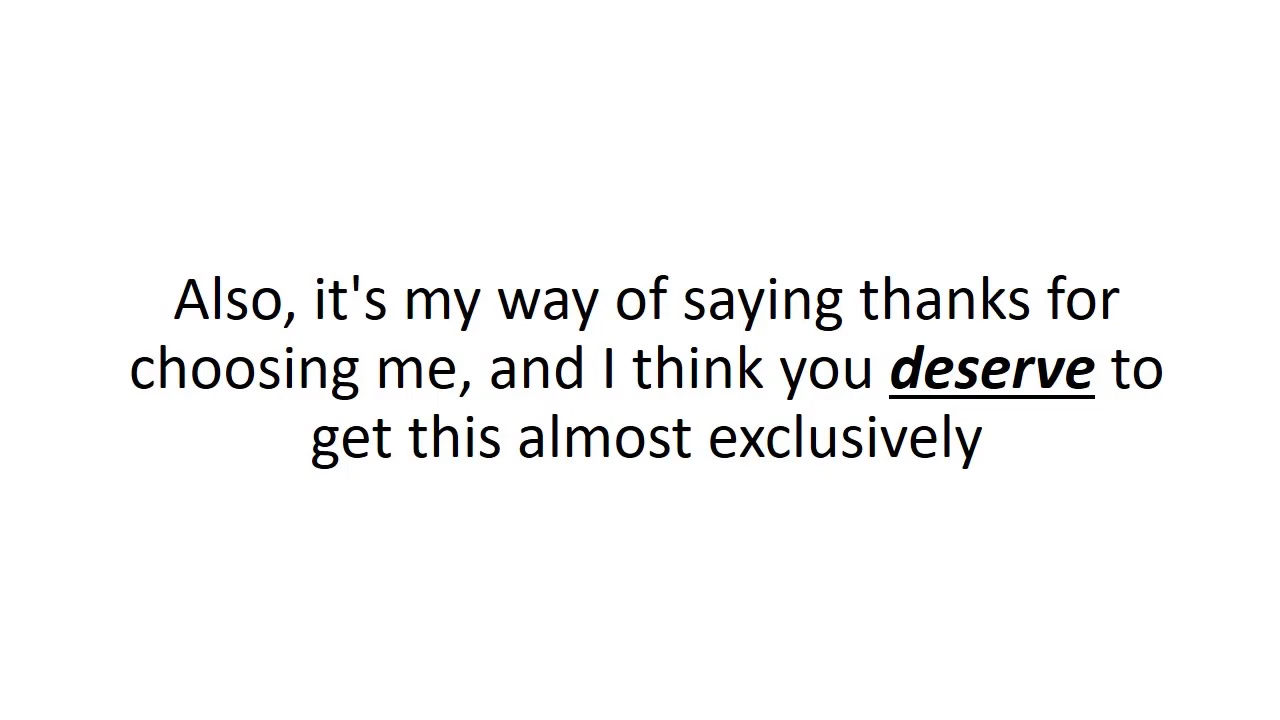 Also, it's my way of saying thanks for
choosing me, and I think you deserve to
get this almost exclusively